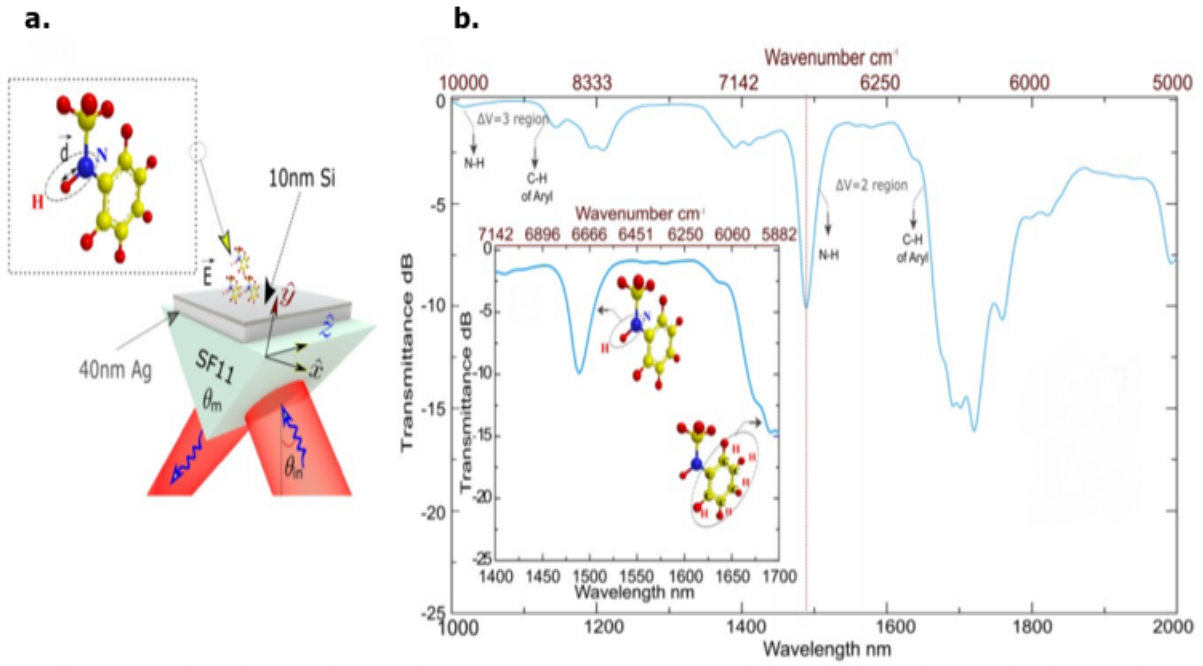 a.
d
N
H
10nm Si
E
ŷ
ẑ
x̂
40nm Ag
SF11
θm
θin
b.
Wavenumber cm⁻¹
10000 8333 7142 6250 6000 5000
0
-5
-10
-15
-20
-25
Transmittance dB
ΔV=3 region
N-H
C-H
of Aryl
ΔV=2 region
N-H
C-H
of Aryl
Wavenumber cm⁻¹
7142 6896 6666 6451 6250 6060 5882
0
-5
-10
-15
-20
-25
Transmittance dB
N
H
H
H
H
H
H
1400 1450 1500 1550 1600 1650 1700
Wavelength nm
1000 1200 1400 1600 1800 2000
Wavelength nm